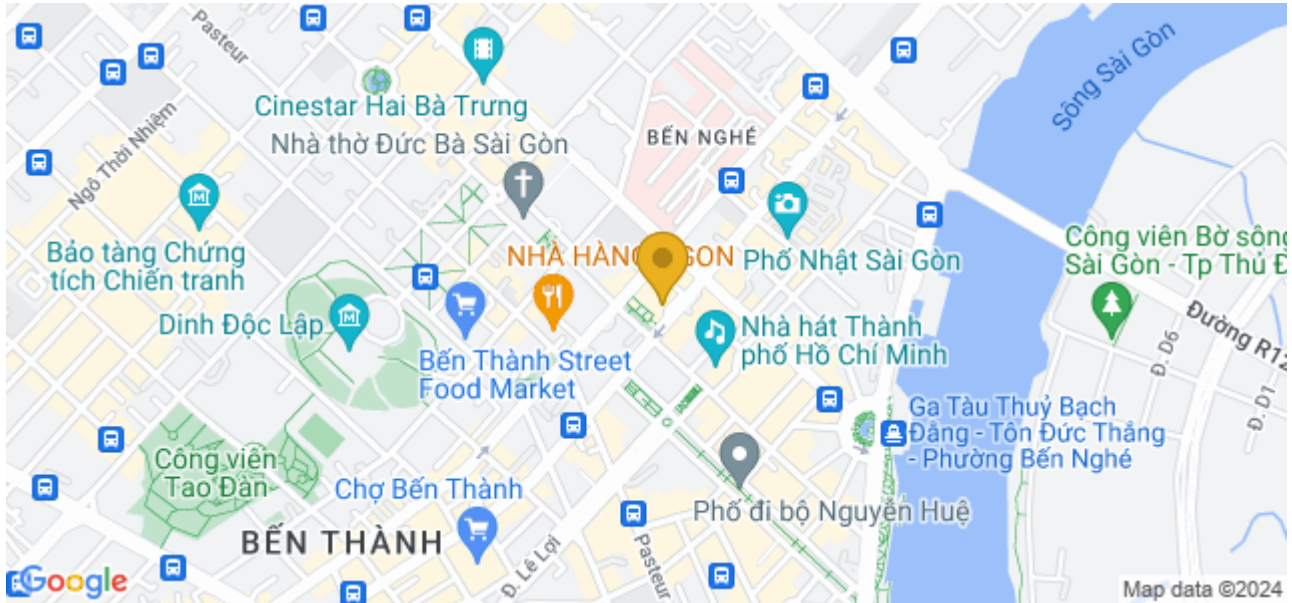 Pasteur
Sông Sài Gòn
Cinestar Hai Bà Trưng
Nhà thờ Đức Bà Sài Gòn
BẾN NGHÉ
Ngô Thời Nhiệm
Bảo tàng Chứng
tích Chiến tranh
NHÀ HÀNG
GON
Phố Nhật Sài Gòn
Công viên Bờ sông
Sài Gòn - Tp Thủ Đ
Dinh Độc Lập
Bến Thành Street
Food Market
Nhà hát Thành
phố Hồ Chí Minh
Đường R12
Đ. D6
Đ. D1
Ga Tàu Thuỷ Bạch
Đằng - Tôn Đức Thắng
- Phường Bến Nghé
Công viên
Tao Đàn
Chợ Bến Thành
Phố đi bộ Nguyễn Huệ
BẾN THÀNH
Đ. Lê Lợi
Pasteur
Google
Map data ©2024